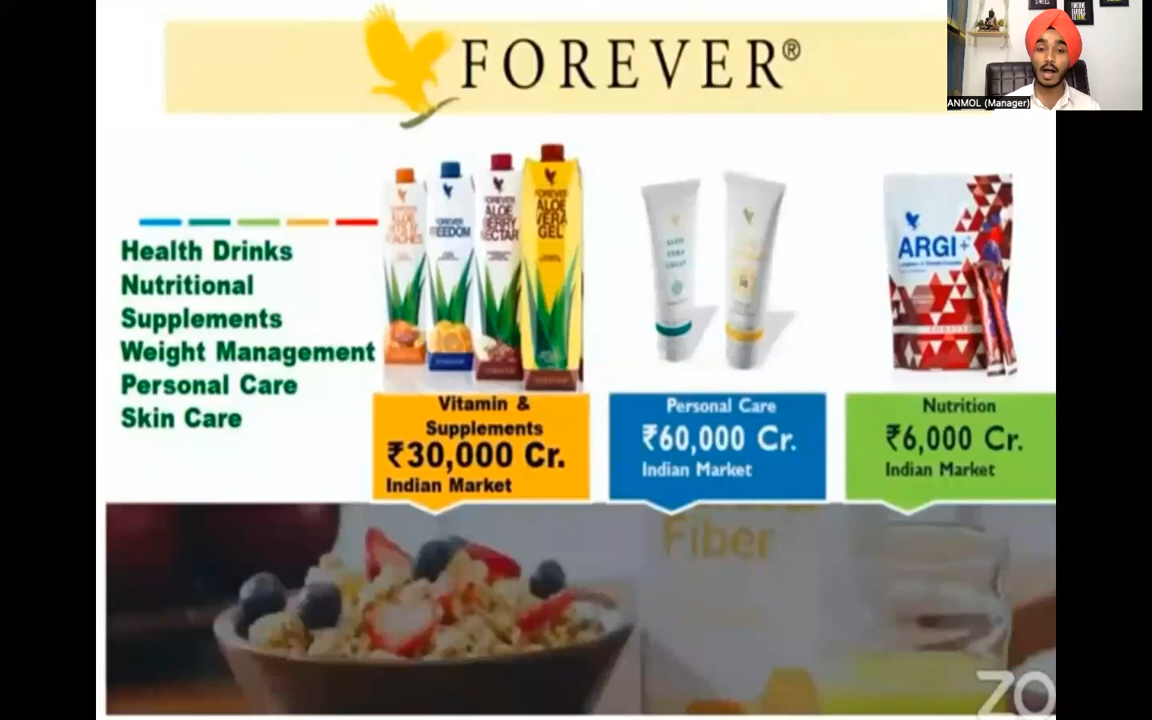 FOREVER®
ANMOL (Manager)
Health Drinks
Nutritional
Supplements
Weight Management
Personal Care
Skin Care
FOREVER
FREEDOM
ALOE
BERRY
NECTAR
FOREVER
ALOE
VERA
GEL
ARGI+
Vitamin &
Supplements
₹30,000 Cr.
Indian Market
Personal Care
₹60,000 Cr.
Indian Market
Nutrition
₹6,000 Cr.
Indian Market
Fiber
ZO